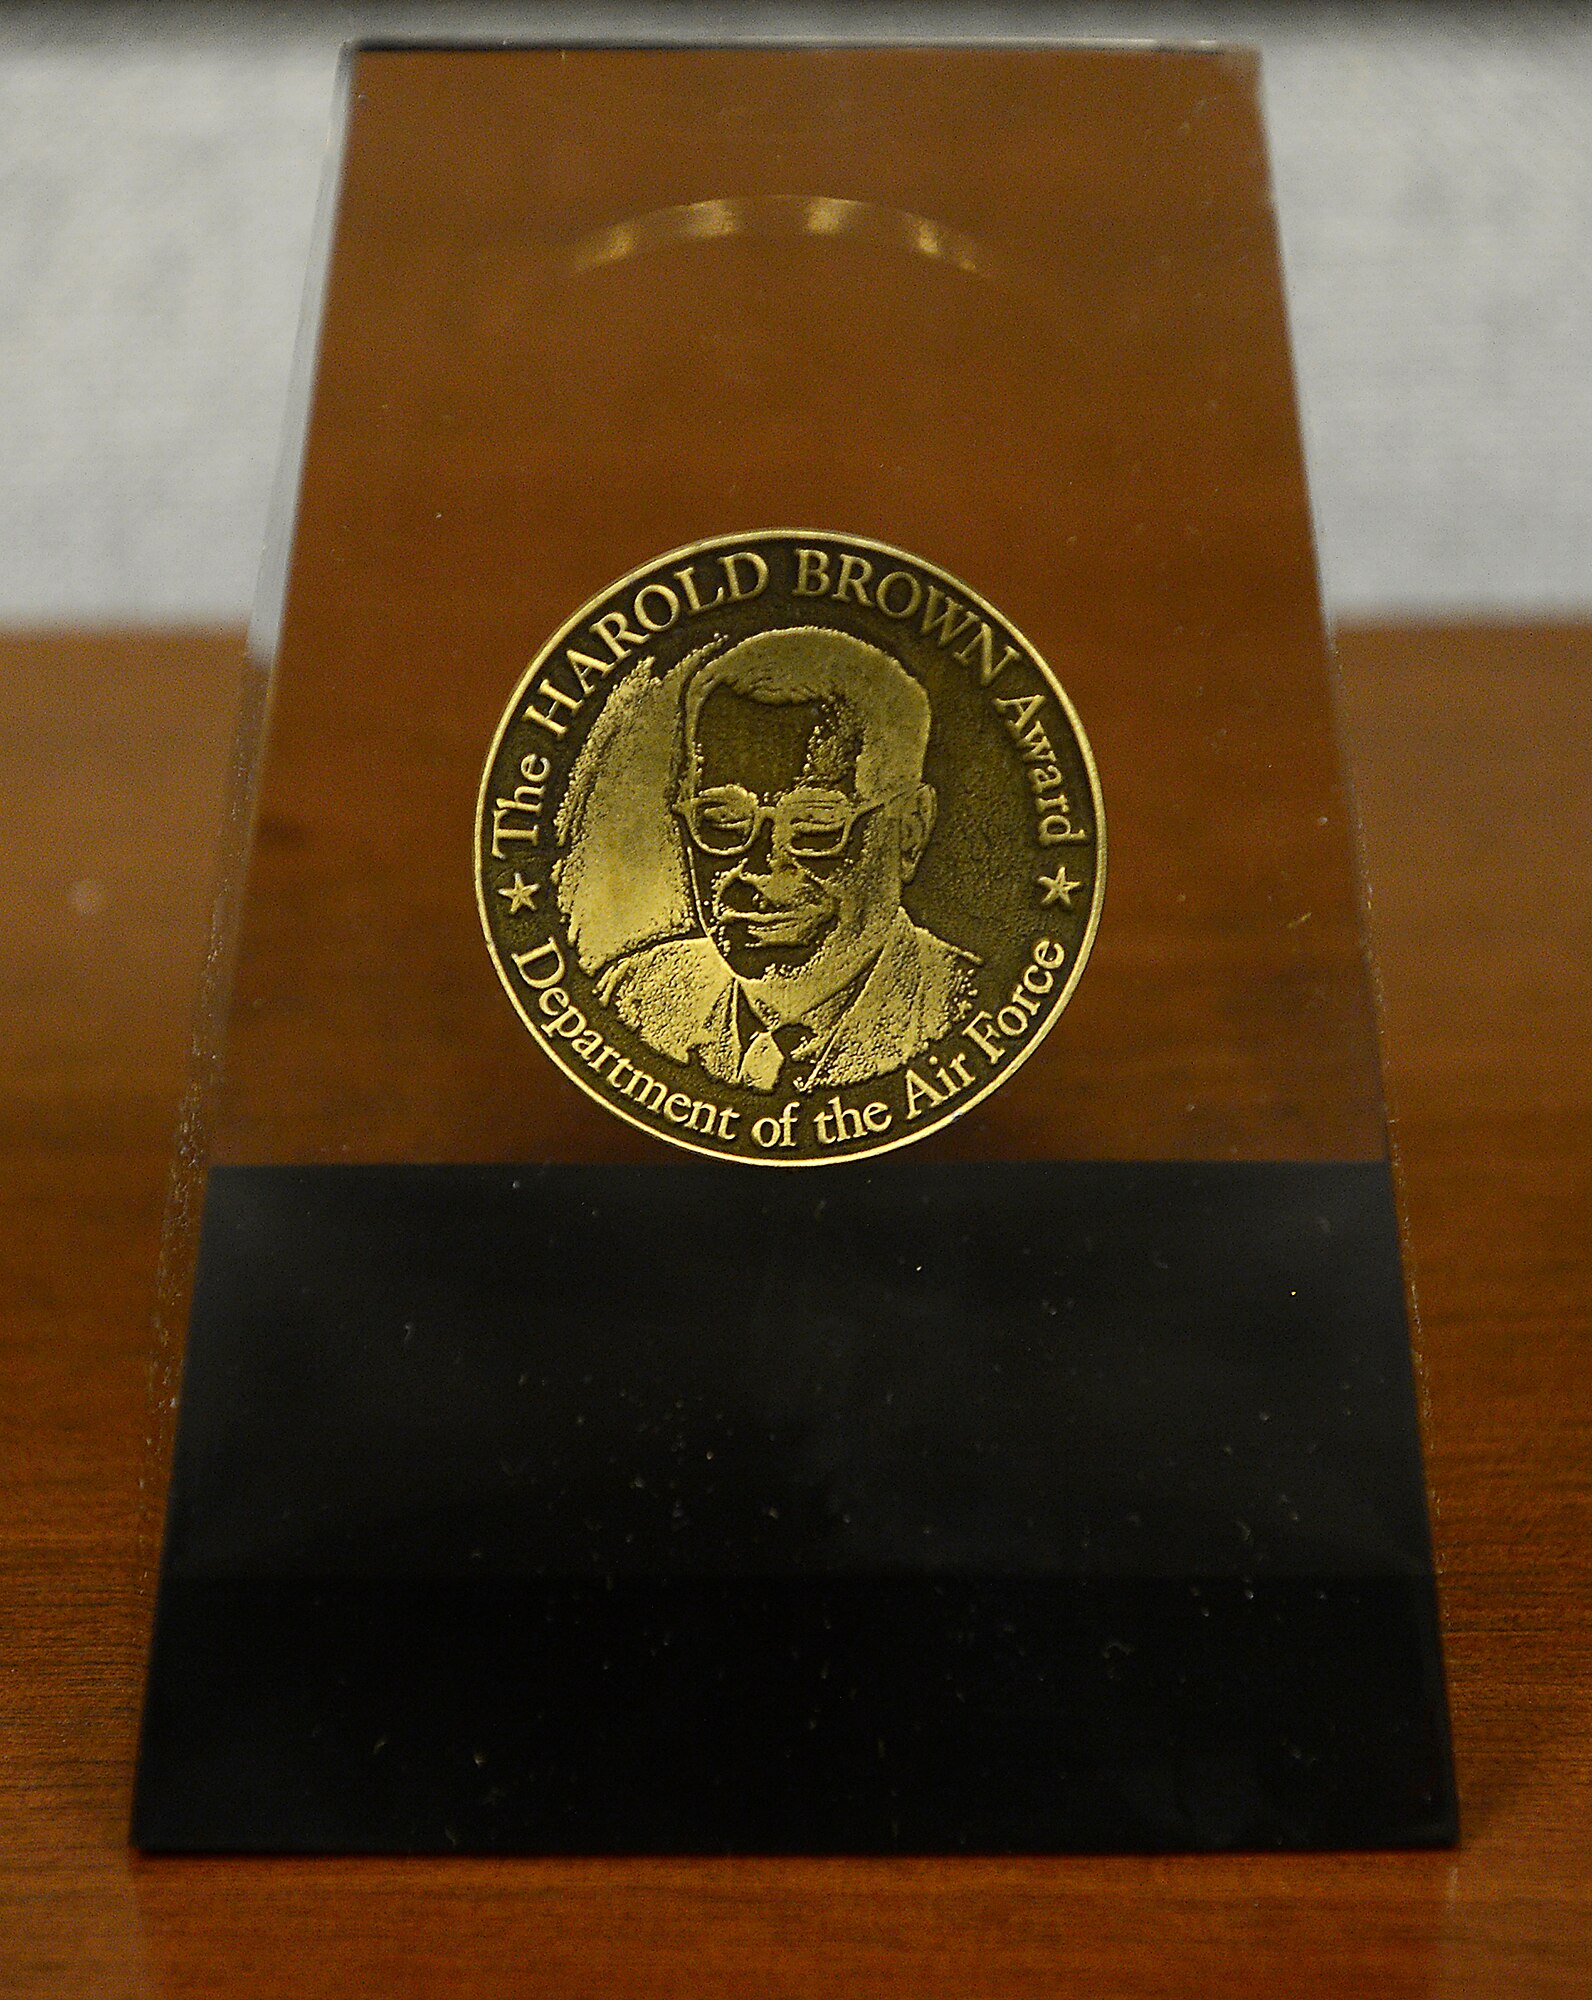 The HAROLD BROWN Award
Department of the Air Force